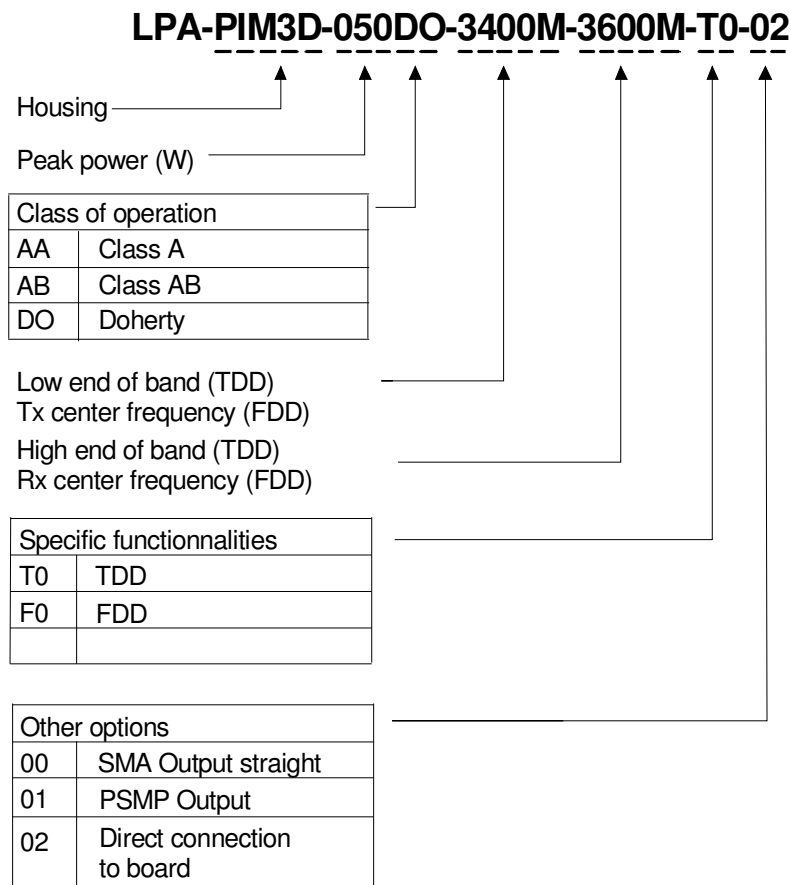 LPA-PIM3D-050DO-3400M-3600M-T0-02
Housing
Peak power (W)
Class of operation
AA Class A
AB Class AB
DO Doherty
Low end of band (TDD)
Tx center frequency (FDD)
High end of band (TDD)
Rx center frequency (FDD)
Specific functionnalities
T0 TDD
F0 FDD
Other options
00 SMA Output straight
01 PSMP Output
02 Direct connection
to board